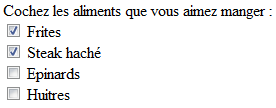 Cochez les aliments que vous aimez manger :
Frites
Steak haché
Epinards
Huitres